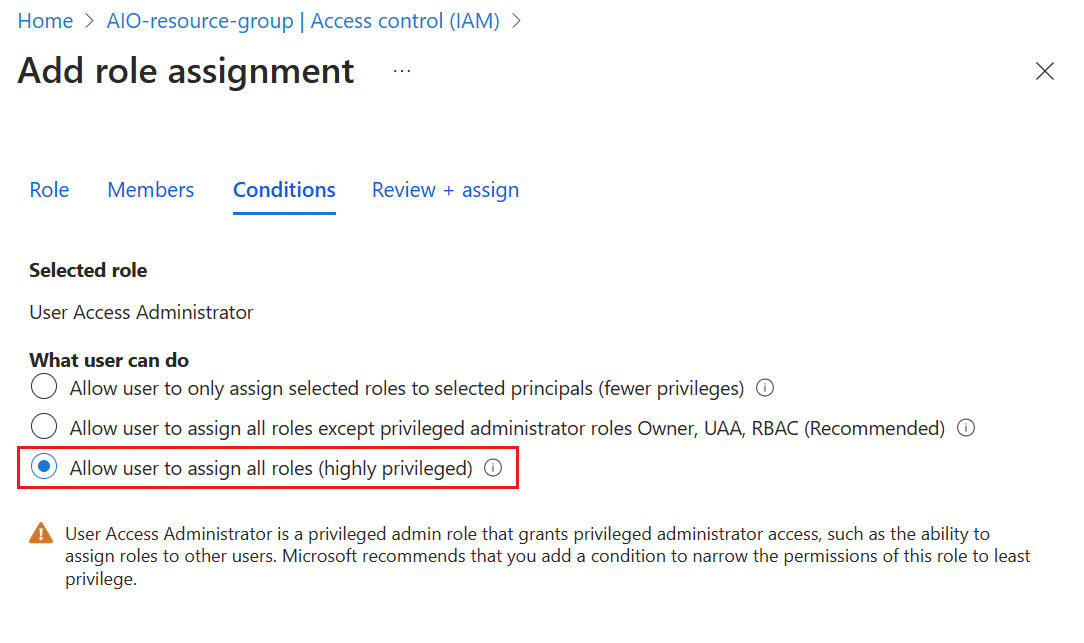 Home > AIO-resource-group | Access control (IAM) >
Add role assignment ...
Role Members Conditions Review + assign
Selected role
User Access Administrator
What user can do
Allow user to only assign selected roles to selected principals (fewer privileges)
Allow user to assign all roles except privileged administrator roles Owner, UAA, RBAC (Recommended)
Allow user to assign all roles (highly privileged)
User Access Administrator is a privileged admin role that grants privileged administrator access, such as the ability to
assign roles to other users. Microsoft recommends that you add a condition to narrow the permissions of this role to least
privilege.